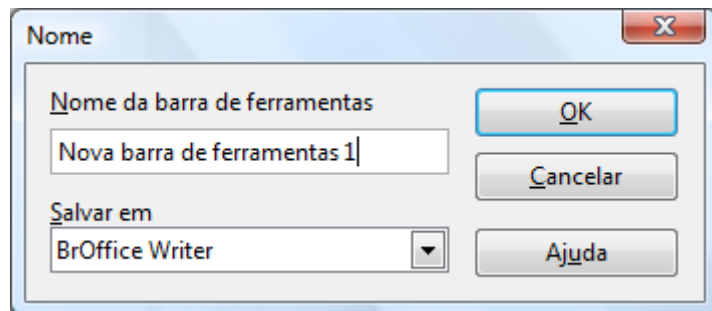 Nome
Nome da barra de ferramentas
Nova barra de ferramentas 1
Salvar em
BrOffice Writer
OK
Cancelar
Ajuda